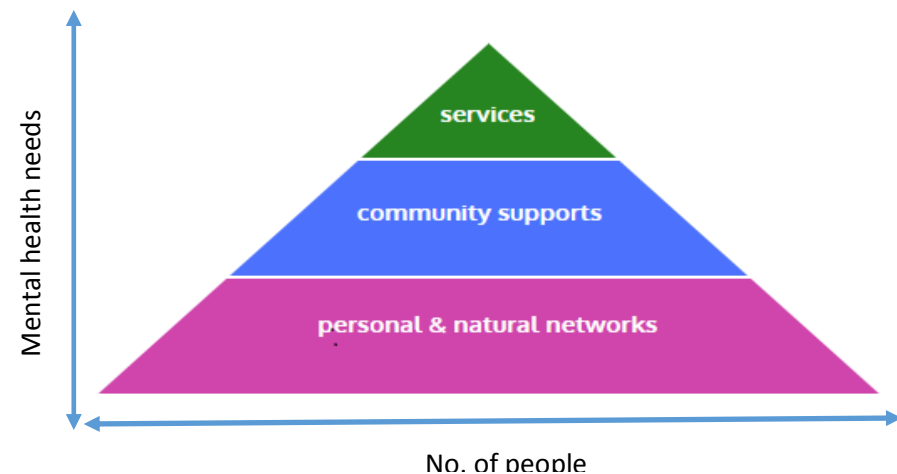 services
community supports
personal & natural networks
Mental health needs
No. of people